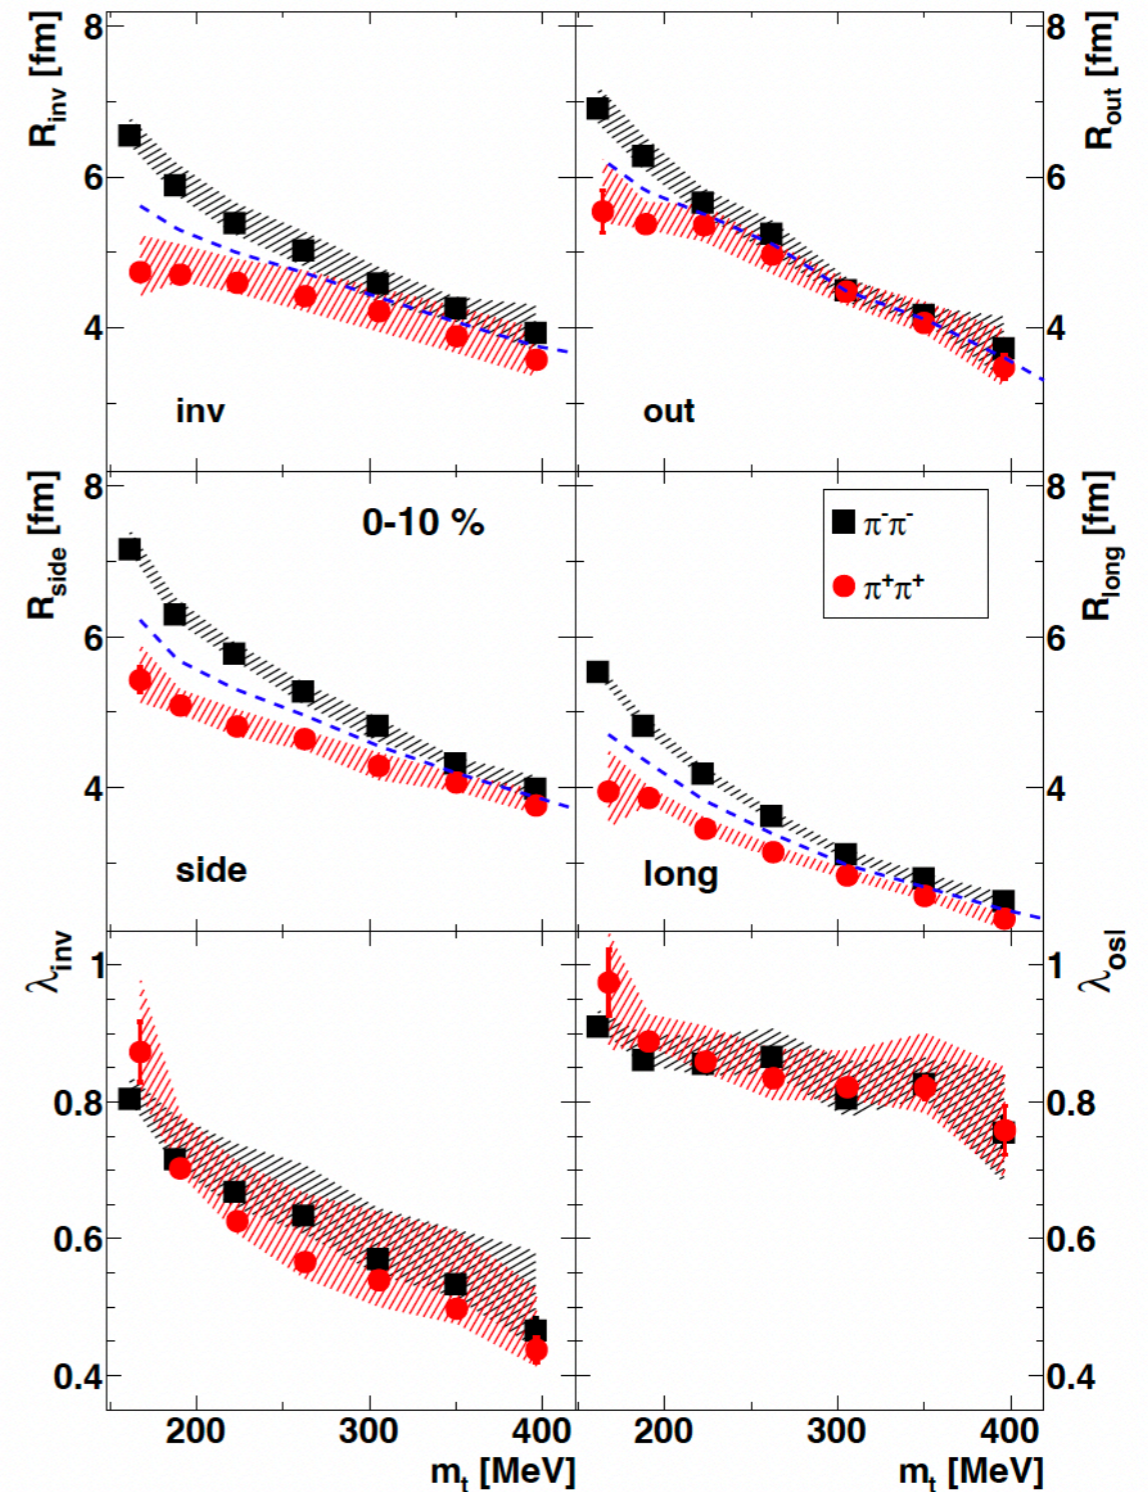 R_inv [fm]
8
6
4
inv
R_out [fm]
8
6
4
out
R_side [fm]
8
6
4
0-10 %
side
R_long [fm]
8
6
4
π⁻π⁻
π⁺π⁺
long
λ_inv
1
0.8
0.6
0.4
λ_osl
1
0.8
0.6
0.4
200 300 400
m_t [MeV]
200 300 400
m_t [MeV]